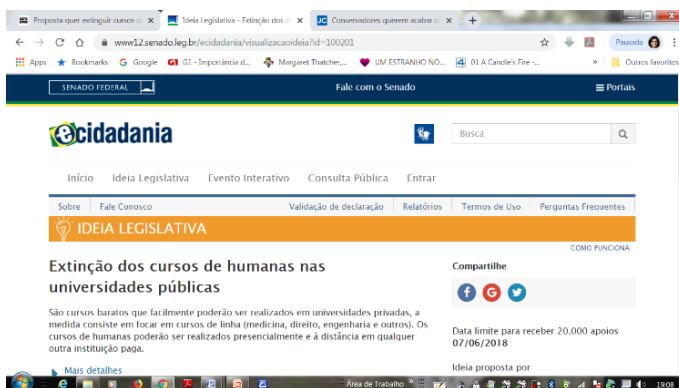 Proposta quer extinguir cursos d
Ideia Legislativa - Extinção dos c
Conservadores querem acabar c
www12.senado.leg.br/ecidadania/visualizacaoideia?id=100201
Pausada
Apps
Bookmarks
Google
G1 - Importância d...
Margaret Thatcher;...
UM ESTRANHO NO...
01 A Candle's Fire -...
»
Outros favoritos
SENADO FEDERAL
Fale com o Senado
Portais
ecidadania
Busca
Início Ideia Legislativa Evento Interativo Consulta Pública Entrar
Sobre Fale Conosco Validação de declaração Relatórios Termos de Uso Perguntas Frequentes
IDEIA LEGISLATIVA
COMO FUNCIONA
Extinção dos cursos de humanas nas
universidades públicas
São cursos baratos que facilmente poderão ser realizados em universidades privadas, a
medida consiste em focar em cursos de linha (medicina, direito, engenharia e outros). Os
cursos de humanas poderão ser realizados presencialmente e à distância em qualquer
outra instituição paga.
Mais detalhes
Compartilhe
Data limite para receber 20.000 apoios
07/06/2018
Ideia proposta por
Área de Trabalho
»
1908